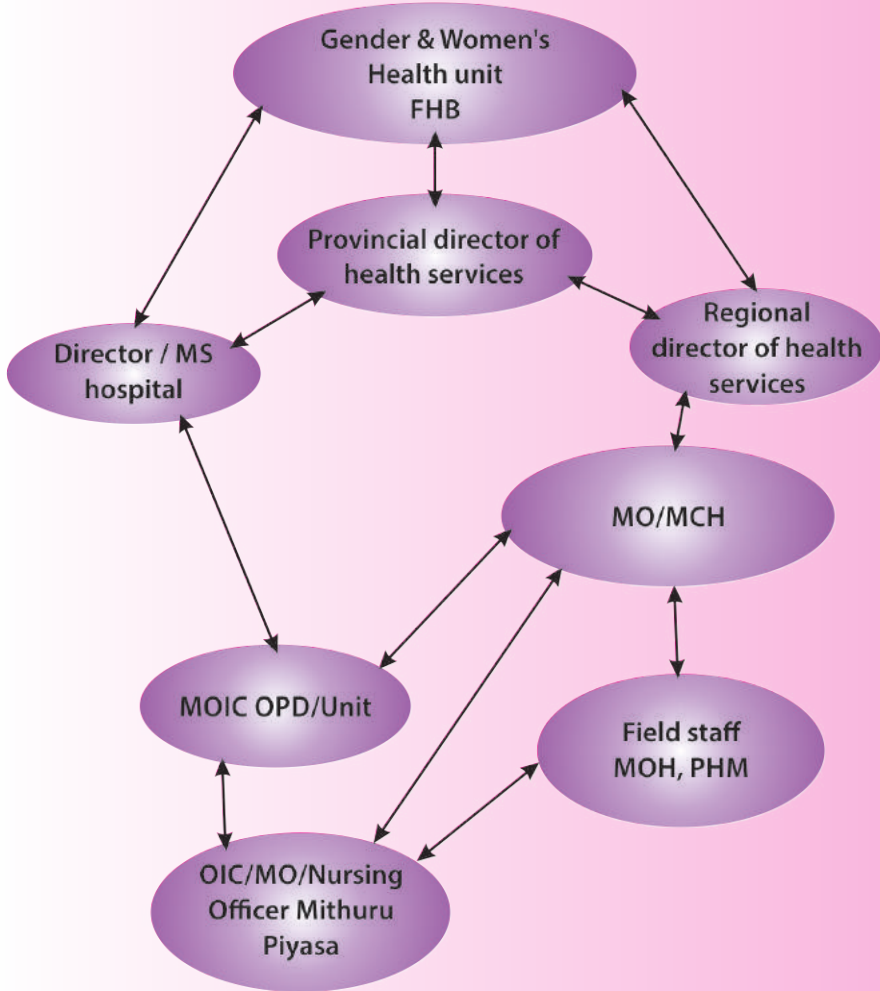 Gender & Women's
Health unit
FHB
Provincial director of
health services
Regional
director of health
services
Director / MS
hospital
MO/MCH
MOIC OPD/Unit
Field staff
MOH, PHM
OIC/MO/Nursing
Officer Mithuru
Piyasa